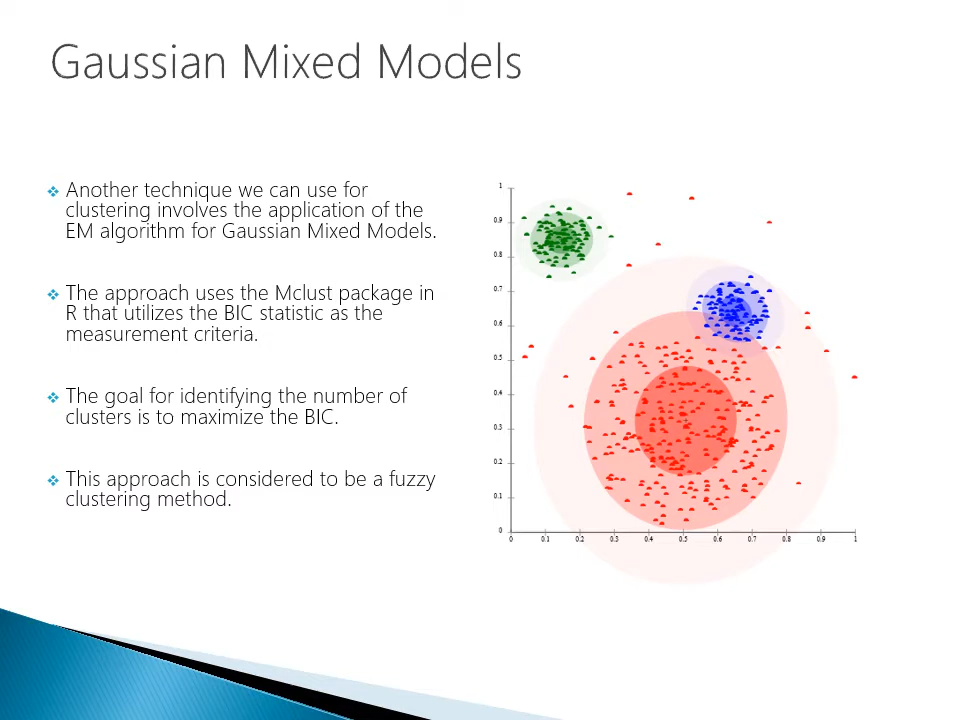 Gaussian Mixed Models
Another technique we can use for
clustering involves the application of the
EM algorithm for Gaussian Mixed Models.
The approach uses the Mclust package in
R that utilizes the BIC statistic as the
measurement criteria.
The goal for identifying the number of
clusters is to maximize the BIC.
This approach is considered to be a fuzzy
clustering method.
1
0.9
0.8
0.7
0.6
0.5
0.4
0.3
0.2
0.1
0
0 0.1 0.2 0.3 0.4 0.5 0.6 0.7 0.8 0.9 1